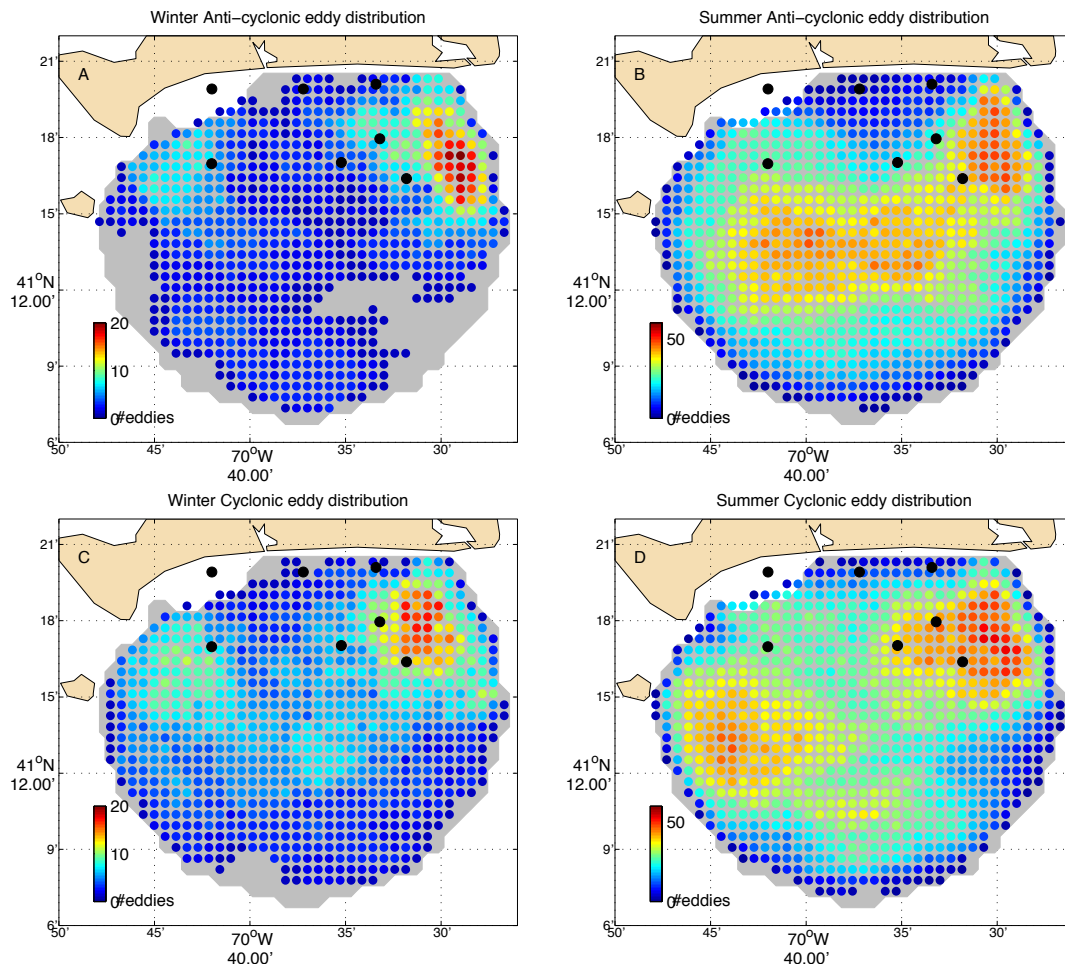 Winter Anti-cyclonic eddy distribution
A
21'
18'
15'
41°N
12.00'
9'
6'
20
10
0
#eddies
50'
45'
70°W
40.00'
35'
30'
Summer Anti-cyclonic eddy distribution
B
21'
18'
15'
41°N
12.00'
9'
6'
50
0
#eddies
50'
45'
70°W
40.00'
35'
30'
Winter Cyclonic eddy distribution
C
21'
18'
15'
41°N
12.00'
9'
6'
20
10
0
#eddies
50'
45'
70°W
40.00'
35'
30'
Summer Cyclonic eddy distribution
D
21'
18'
15'
41°N
12.00'
9'
6'
50
0
#eddies
50'
45'
70°W
40.00'
35'
30'